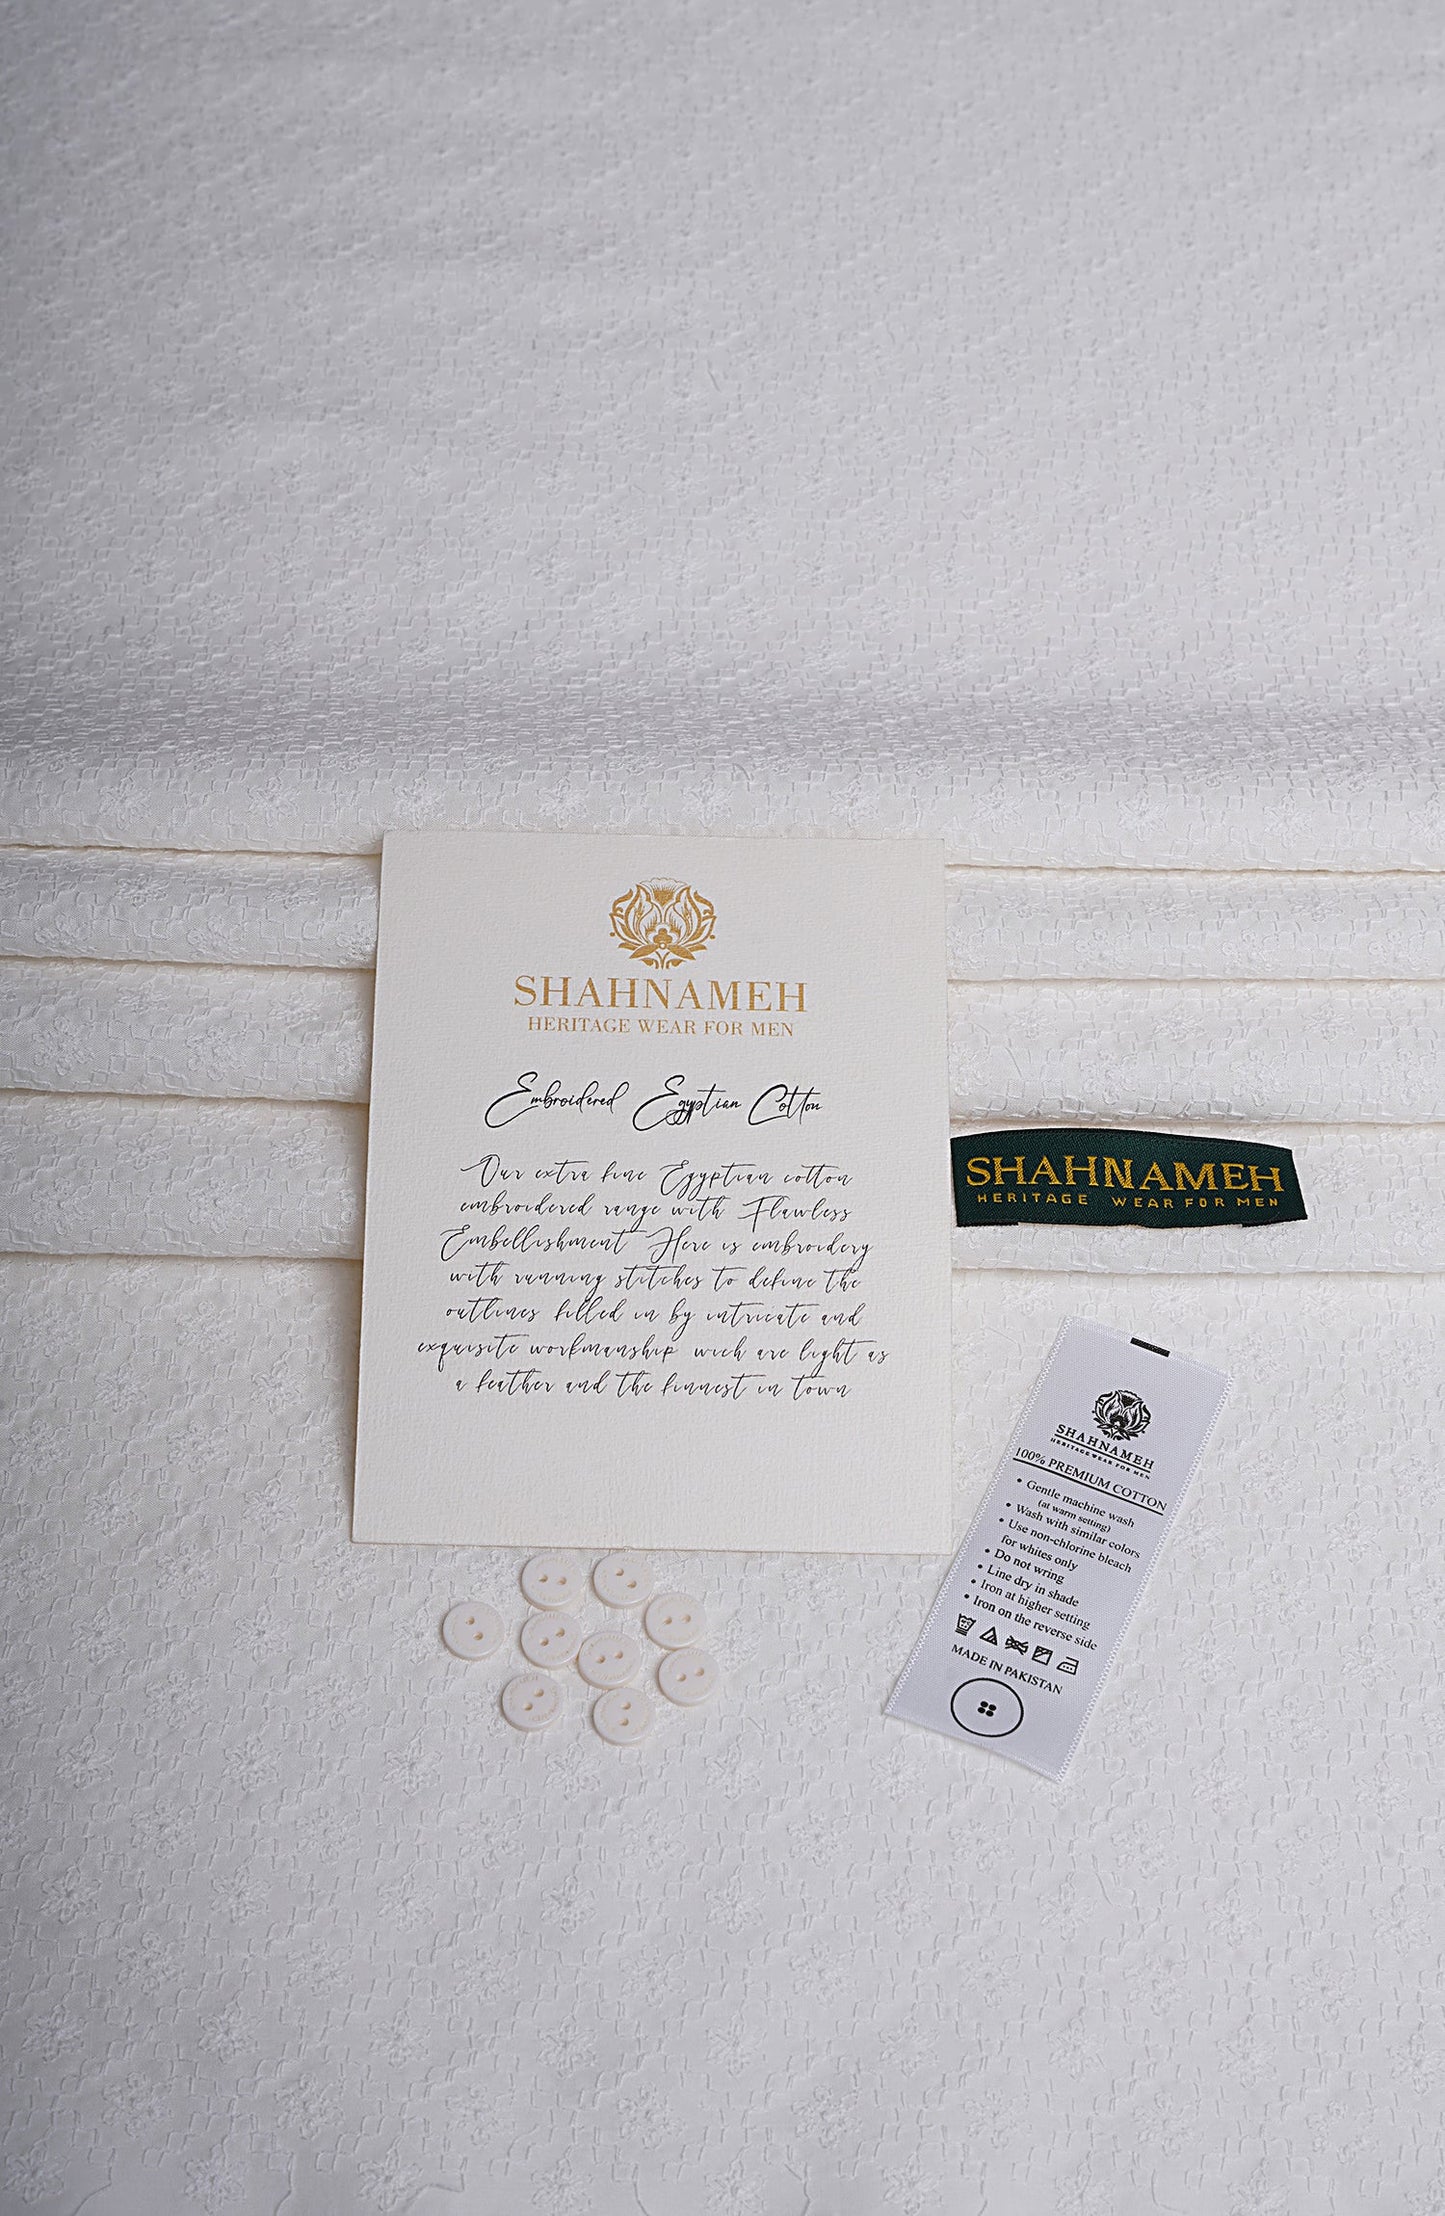 SHAHNAMEH
HERITAGE WEAR FOR MEN
Embroidered Egyptian Cotton
Our extra fine Egyptian cotton
embroidered range with Flawless
Embellishment Here is embroidery
with running stitches to define the
outlines filled in by intricate and
exquisite workmanship wich are light as
a feather and the finnest in town
SHAHNAMEH
HERITAGE WEAR FOR MEN
SHAHNAMEH
HERITAGE WEAR FOR MEN
100% PREMIUM COTTON
• Gentle machine wash
(at warm setting)
• Wash with similar colors
• Use non-chlorine bleach
for whites only
• Do not wring
• Line dry in shade
• Iron at higher setting
• Iron on the reverse side
MADE IN PAKISTAN